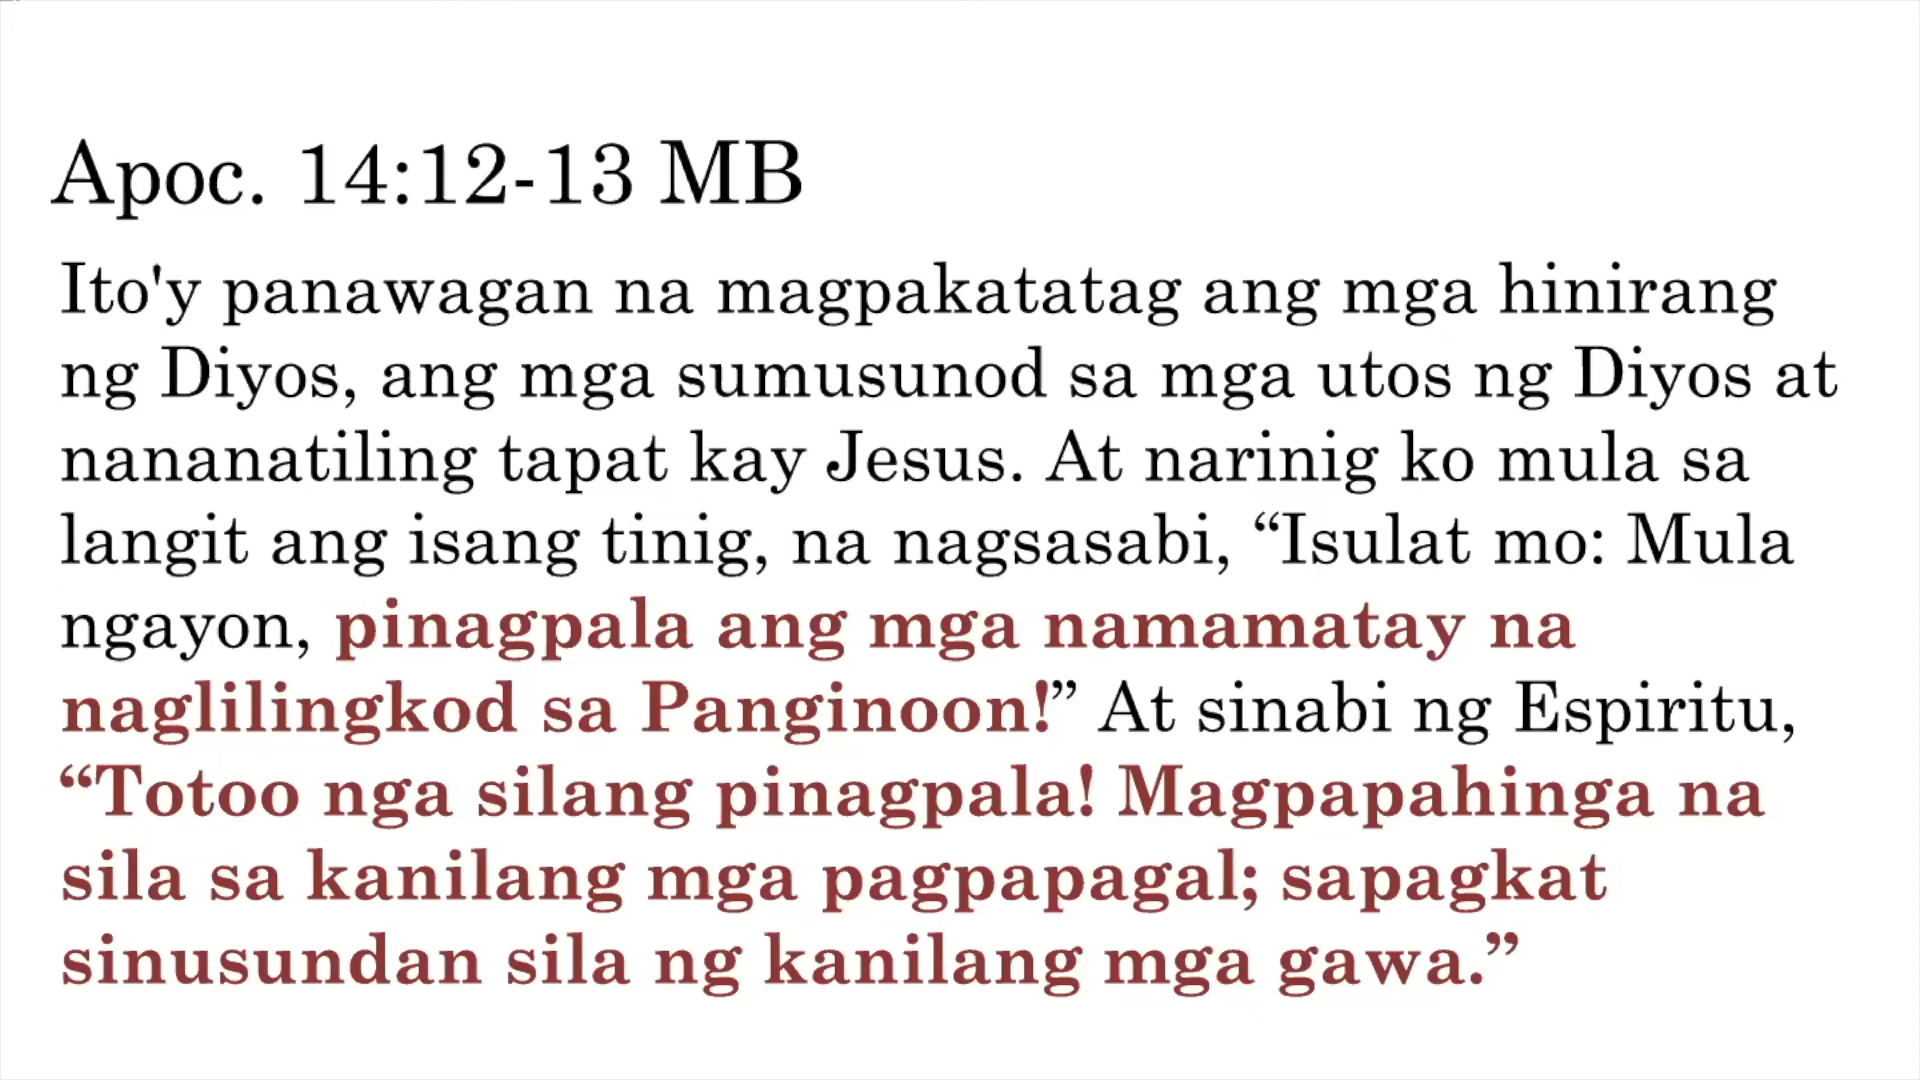 Apoc. 14:12-13 MB
Ito'y panawagan na magpakatatag ang mga hinirang
ng Diyos, ang mga sumusunod sa mga utos ng Diyos at
nananatiling tapat kay Jesus. At narinig ko mula sa
langit ang isang tinig, na nagsasabi, “Isulat mo: Mula
ngayon, pinagpala ang mga namamatay na
naglilingkod sa Panginoon!” At sinabi ng Espiritu,
“Totoo nga silang pinagpala! Magpapahinga na
sila sa kanilang mga pagpapagal; sapagkat
sinusundan sila ng kanilang mga gawa.”